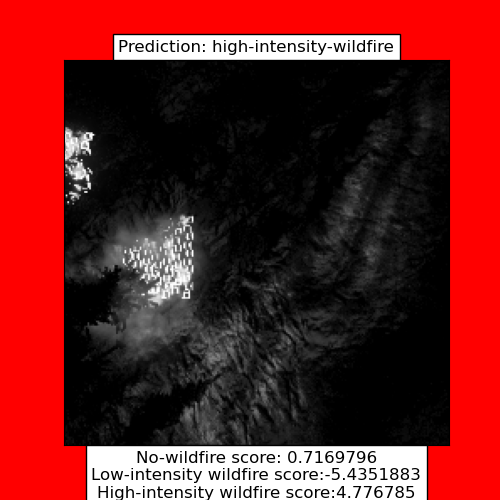 Prediction: high-intensity-wildfire
No-wildfire score: 0.7169796
Low-intensity wildfire score:-5.4351883
High-intensity wildfire score:4.776785